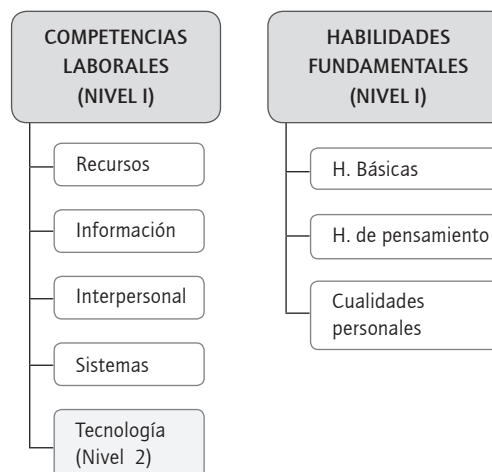 COMPETENCIAS
LABORALES
(NIVEL I)
Recursos
Información
Interpersonal
Sistemas
Tecnología
(Nivel 2)
HABILIDADES
FUNDAMENTALES
(NIVEL I)
H. Básicas
H. de pensamiento
Cualidades
personales